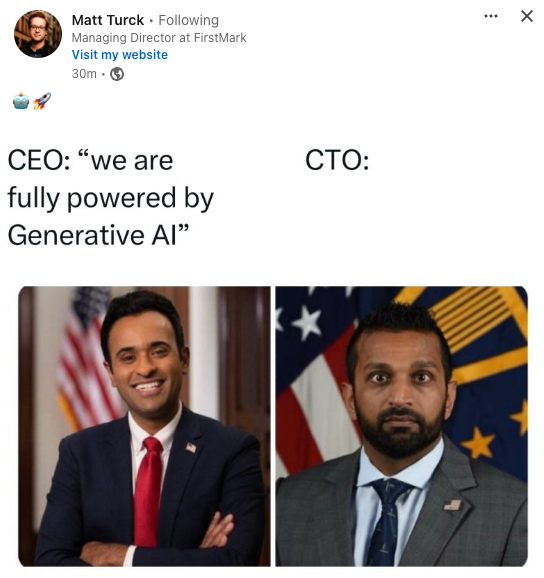 Matt Turck • Following
Managing Director at FirstMark
Visit my website
30m •
CEO: “we are
fully powered by
Generative AI”
CTO: